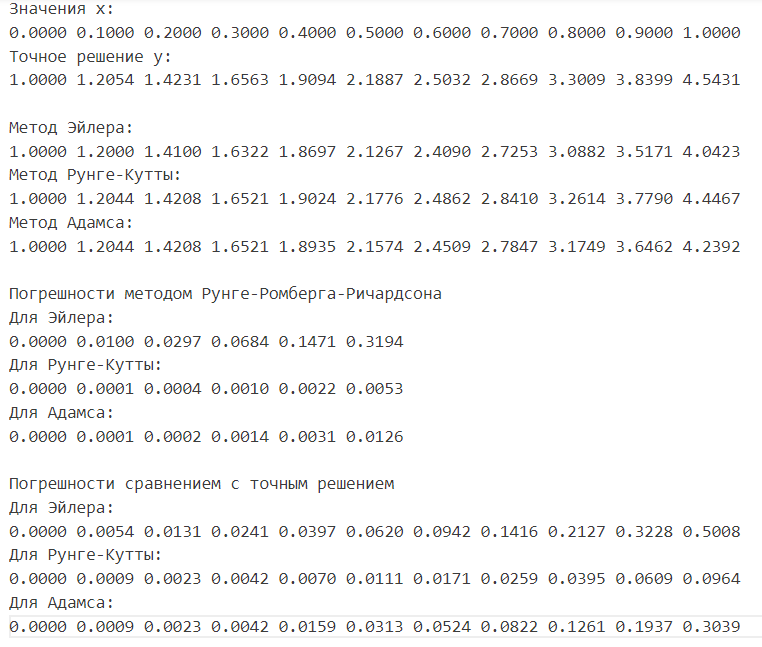 Значения x:
0.0000 0.1000 0.2000 0.3000 0.4000 0.5000 0.6000 0.7000 0.8000 0.9000 1.0000
Точное решение y:
1.0000 1.2054 1.4231 1.6563 1.9094 2.1887 2.5032 2.8669 3.3009 3.8399 4.5431
Метод Эйлера:
1.0000 1.2000 1.4100 1.6322 1.8697 2.1267 2.4090 2.7253 3.0882 3.5171 4.0423
Метод Рунге-Кутты:
1.0000 1.2044 1.4208 1.6521 1.9024 2.1776 2.4862 2.8410 3.2614 3.7790 4.4467
Метод Адамса:
1.0000 1.2044 1.4208 1.6521 1.8935 2.1574 2.4509 2.7847 3.1749 3.6462 4.2392
Погрешности методом Рунге-Ромберга-Ричардсона
Для Эйлера:
0.0000 0.0100 0.0297 0.0684 0.1471 0.3194
Для Рунге-Кутты:
0.0000 0.0001 0.0004 0.0010 0.0022 0.0053
Для Адамса:
0.0000 0.0001 0.0002 0.0014 0.0031 0.0126
Погрешности сравнением с точным решением
Для Эйлера:
0.0000 0.0054 0.0131 0.0241 0.0397 0.0620 0.0942 0.1416 0.2127 0.3228 0.5008
Для Рунге-Кутты:
0.0000 0.0009 0.0023 0.0042 0.0070 0.0111 0.0171 0.0259 0.0395 0.0609 0.0964
Для Адамса:
0.0000 0.0009 0.0023 0.0042 0.0159 0.0313 0.0524 0.0822 0.1261 0.1937 0.3039